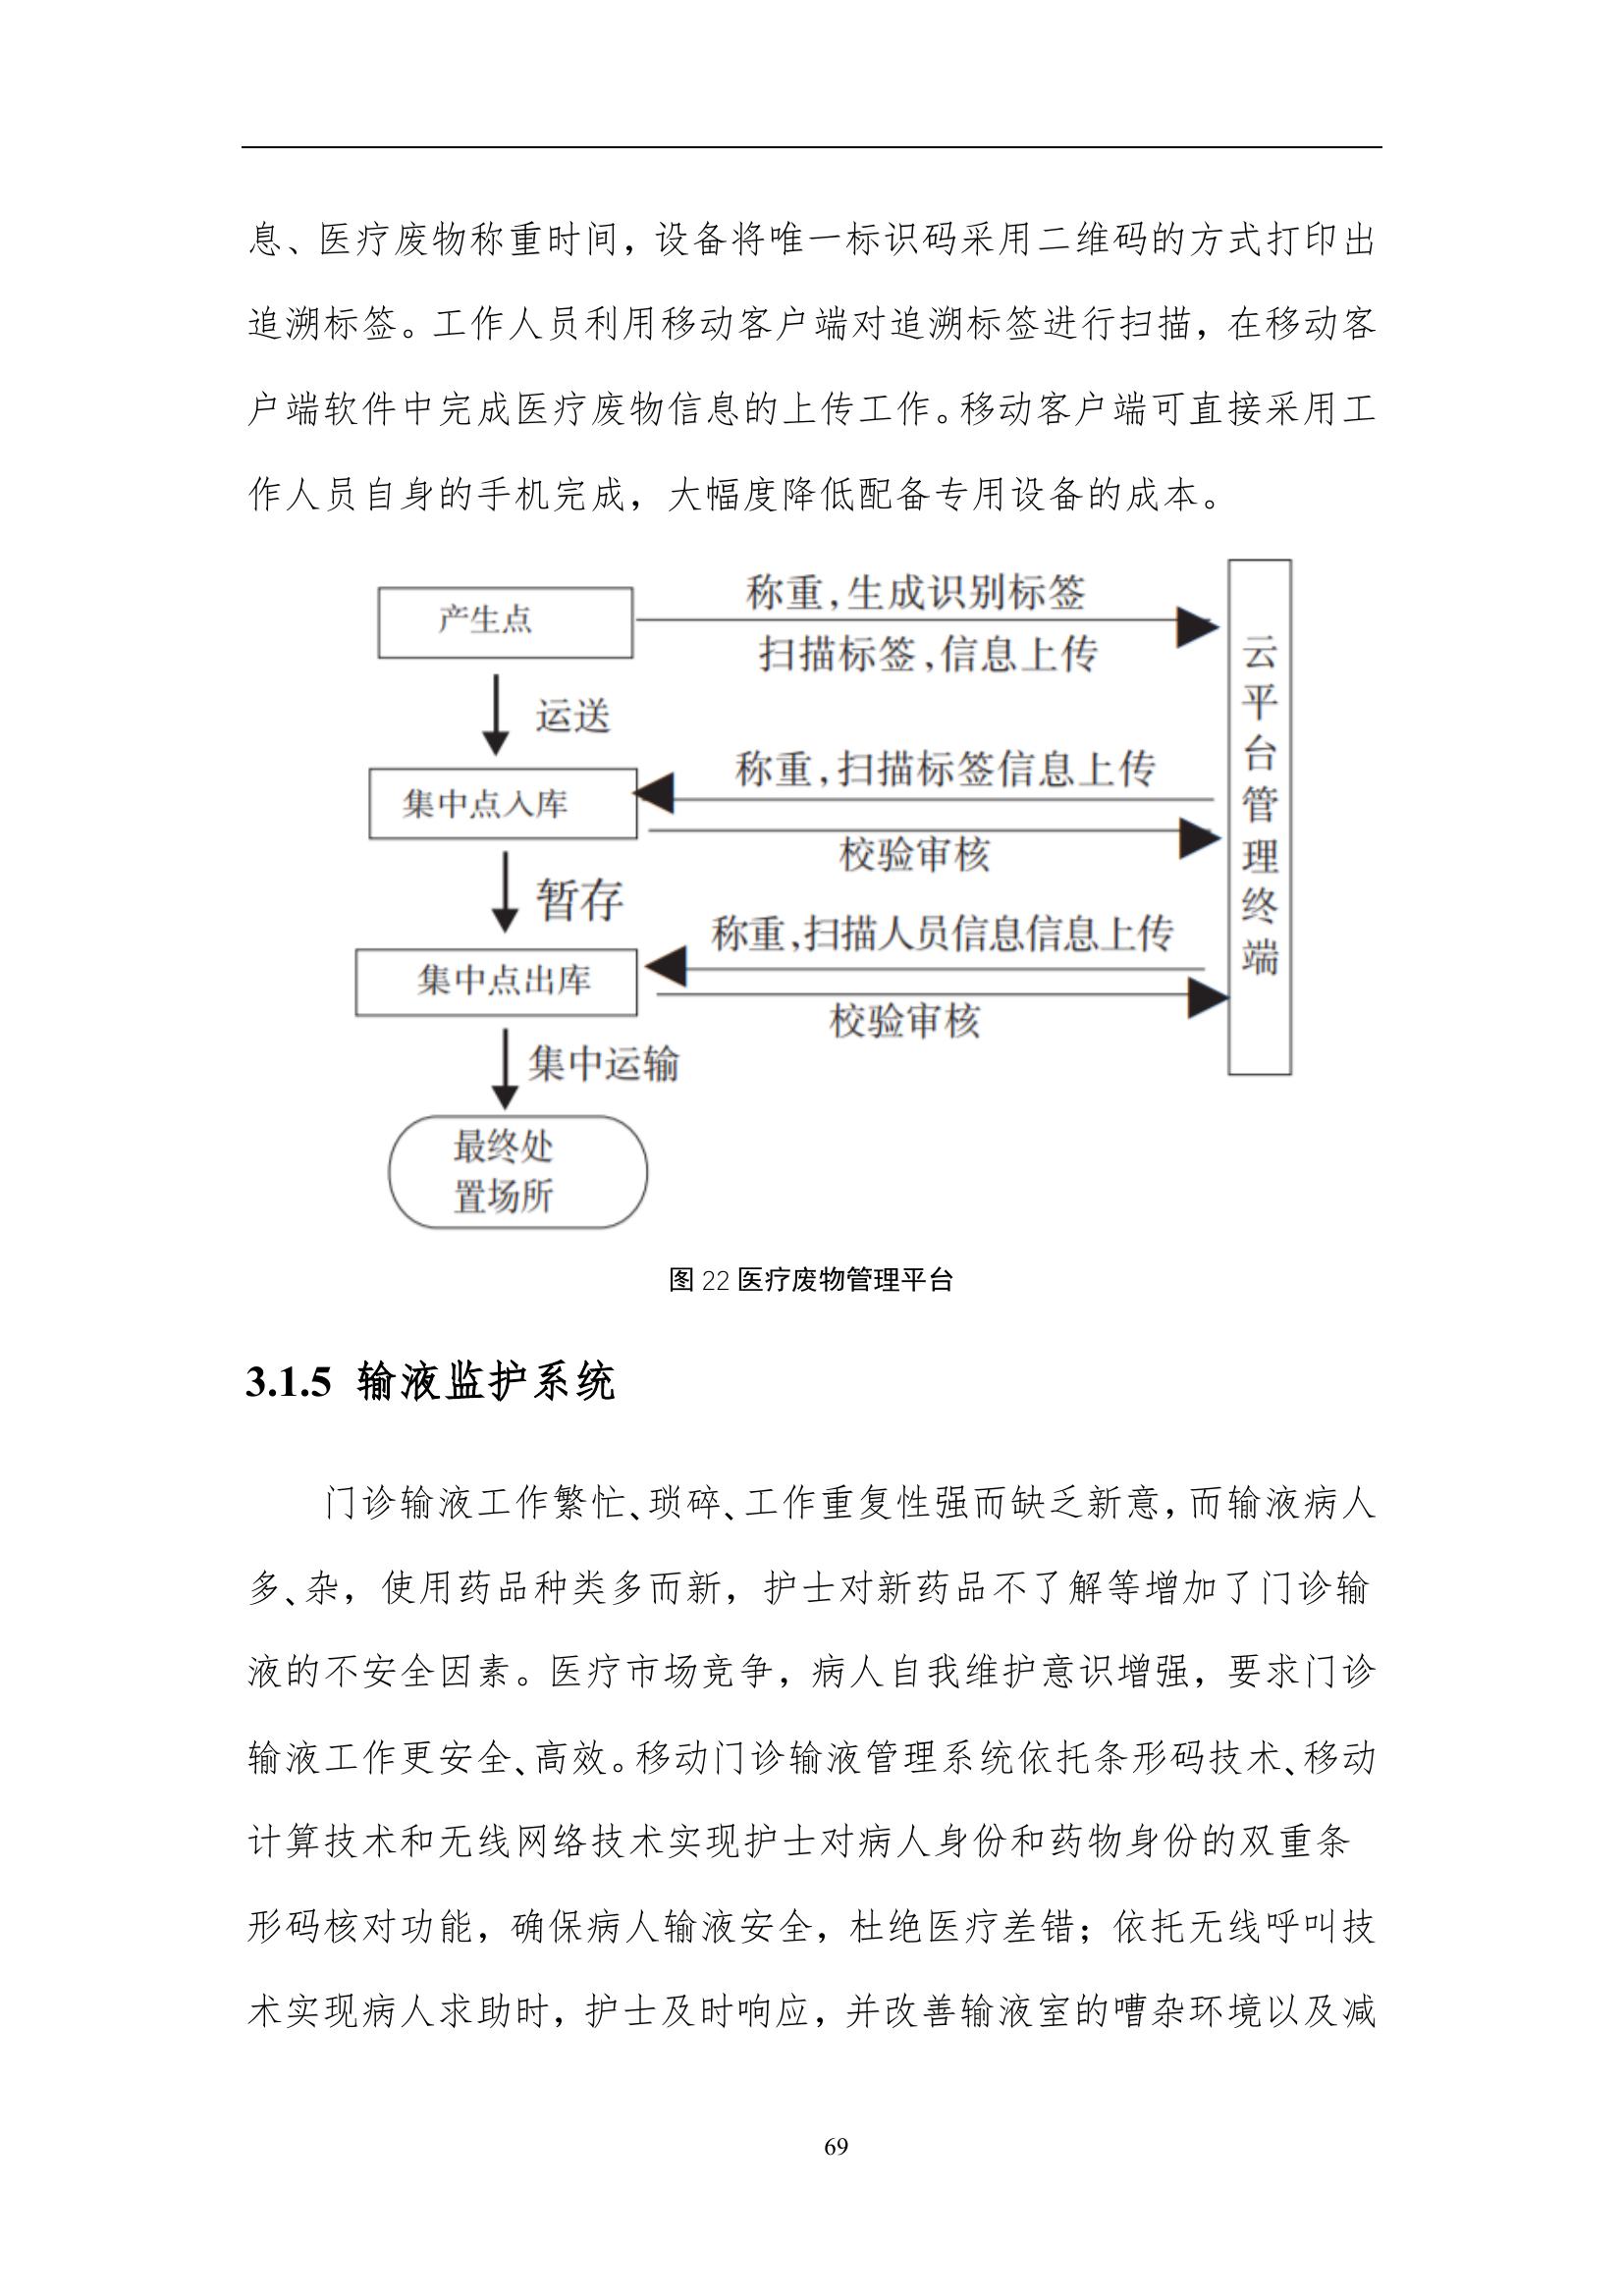 息、医疗废物称重时间，设备将唯一标识码采用二维码的方式打印出
追溯标签。工作人员利用移动客户端对追溯标签进行扫描，在移动客
户端软件中完成医疗废物信息的上传工作。移动客户端可直接采用工
作人员自身的手机完成，大幅度降低配备专用设备的成本。
产生点
称重，生成识别标签
扫描标签，信息上传
运送
集中点入库
称重，扫描标签信息上传
校验审核
暂存
集中点出库
称重，扫描人员信息信息上传
校验审核
集中运输
最终处
置场所
云平台管理终端
图 22 医疗废物管理平台
3.1.5 输液监护系统
门诊输液工作繁忙、琐碎、工作重复性强而缺乏新意，而输液病人
多、杂，使用药品种类多而新，护士对新药品不了解等增加了门诊输
液的不安全因素。医疗市场竞争，病人自我维护意识增强，要求门诊
输液工作更安全、高效。移动门诊输液管理系统依托条形码技术、移动
计算技术和无线网络技术实现护士对病人身份和药物身份的双重条
形码核对功能，确保病人输液安全，杜绝医疗差错；依托无线呼叫技
术实现病人求助时，护士及时响应，并改善输液室的嘈杂环境以及减
69